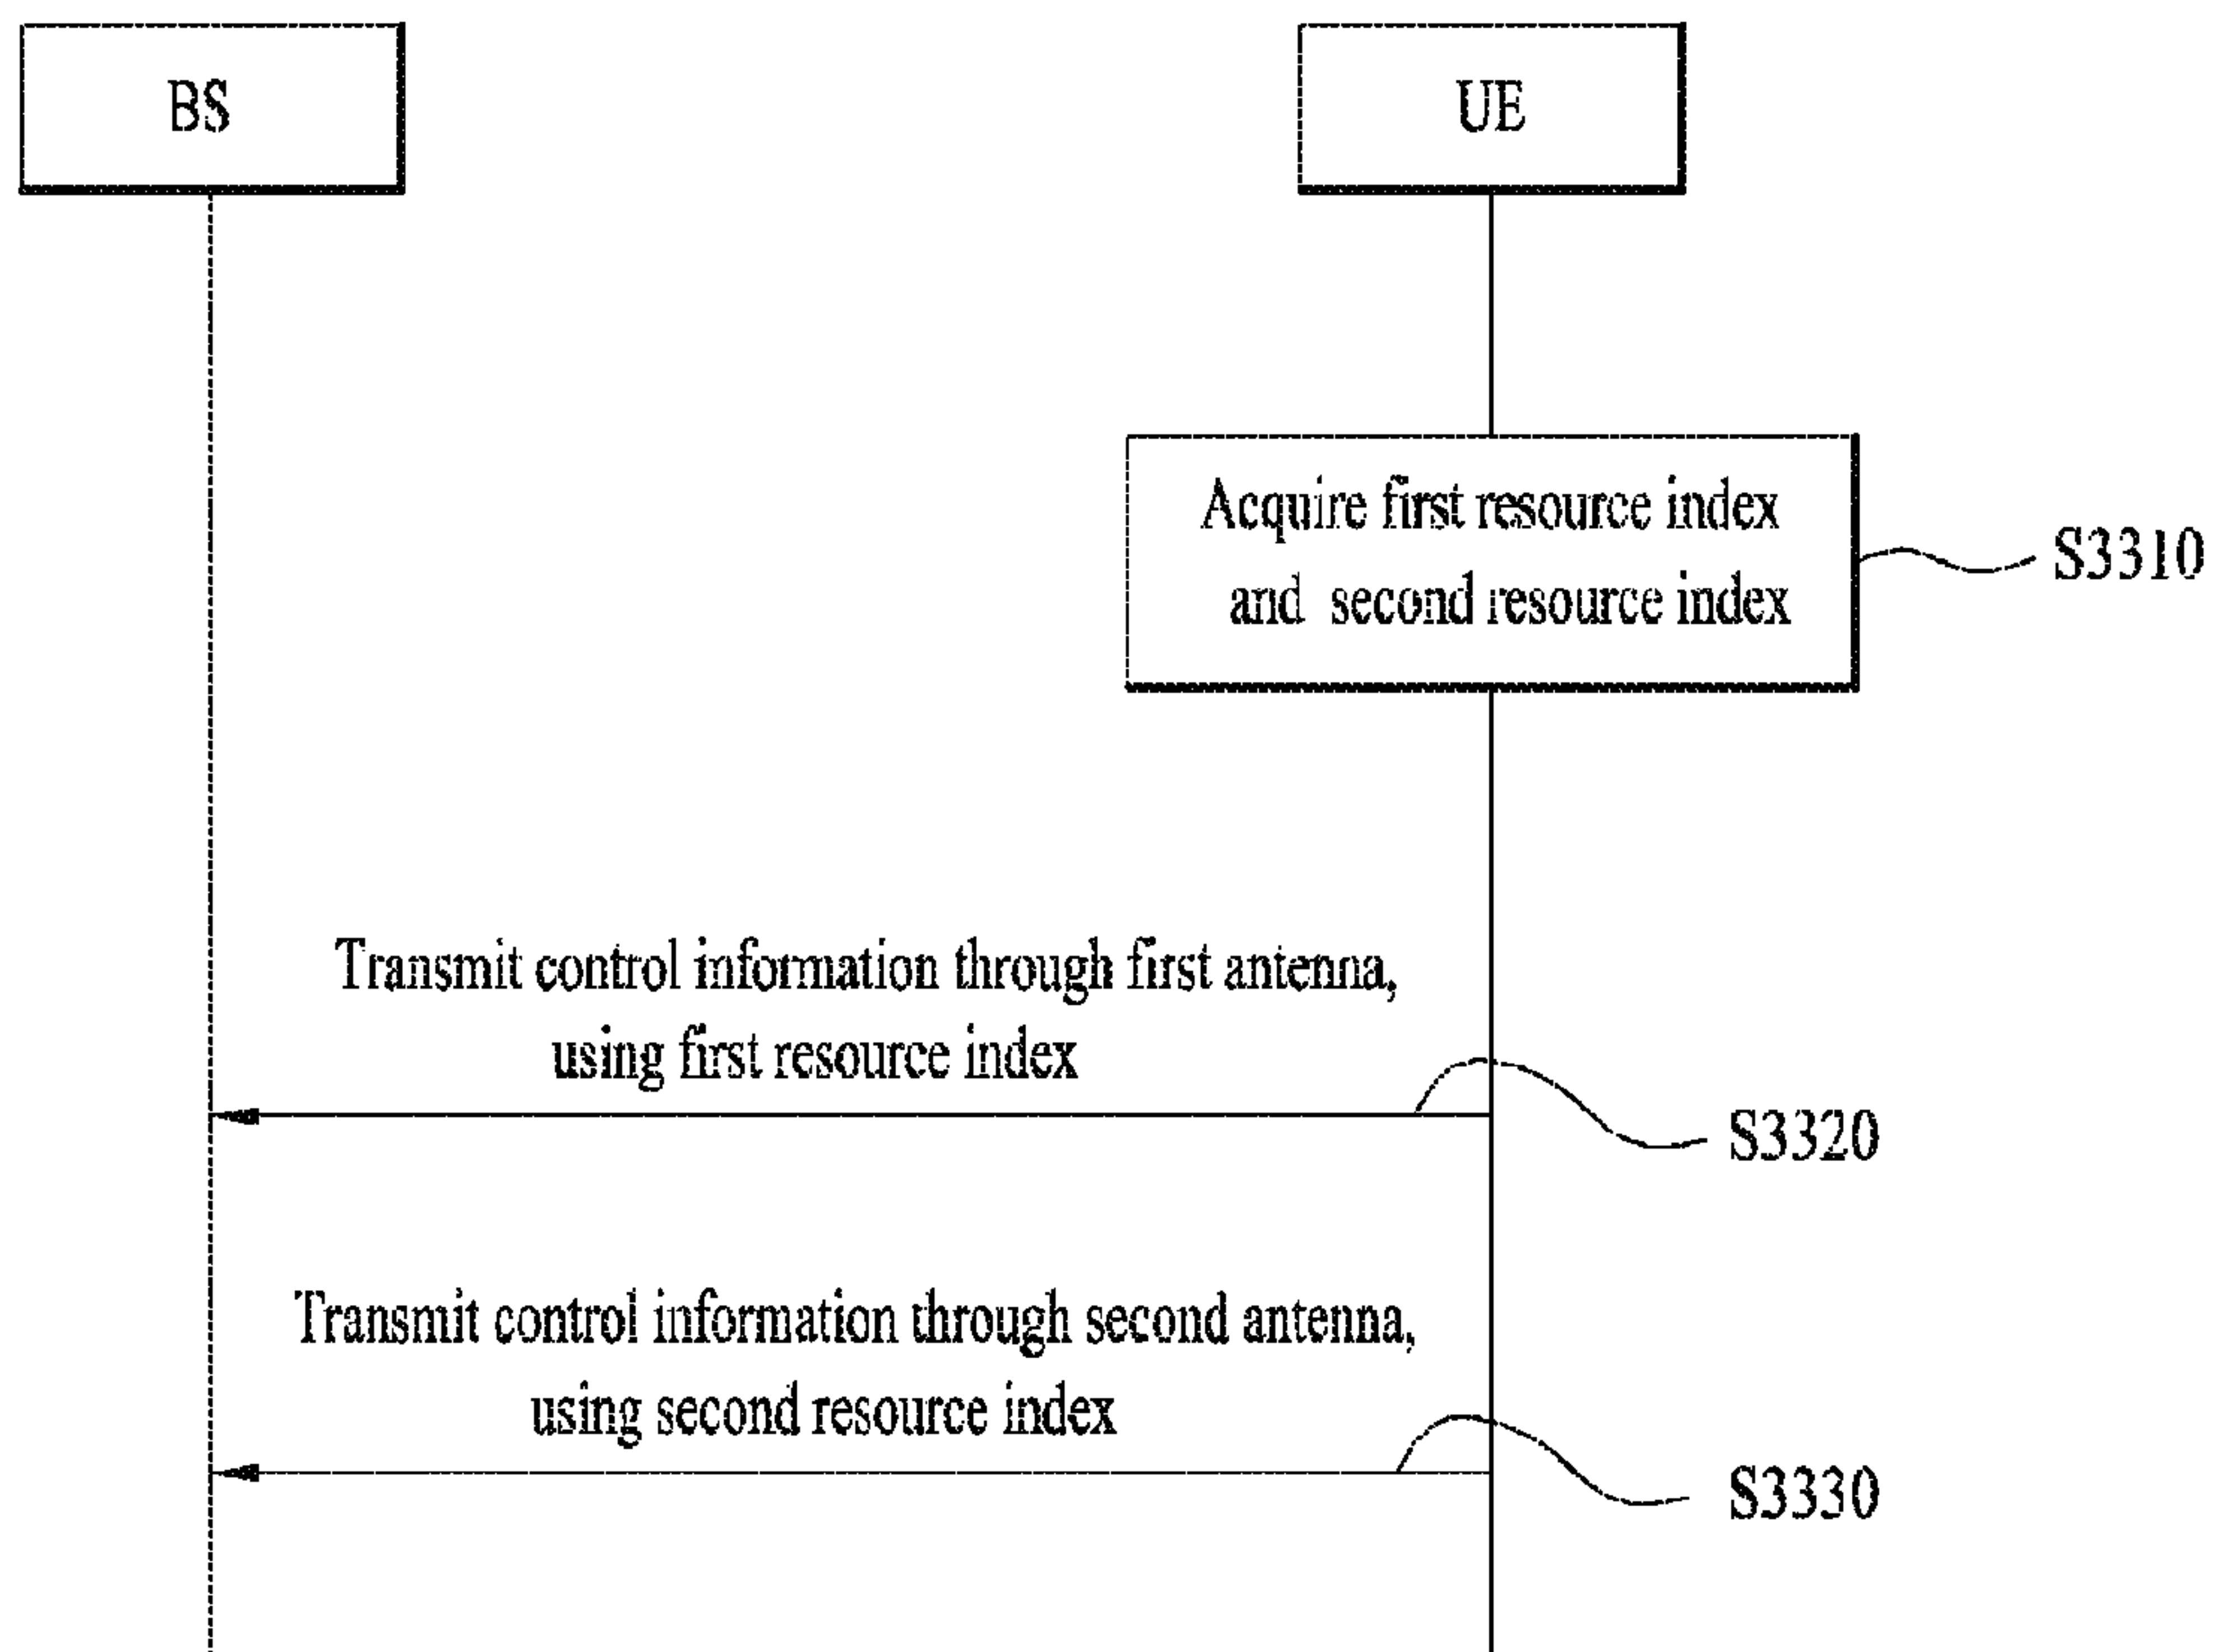 BS
UE
Acquire first resource index
and second resource index
S3310
Transmit control information through first antenna,
using first resource index
S3320
Transmit control information through second antenna,
using second resource index
S3330